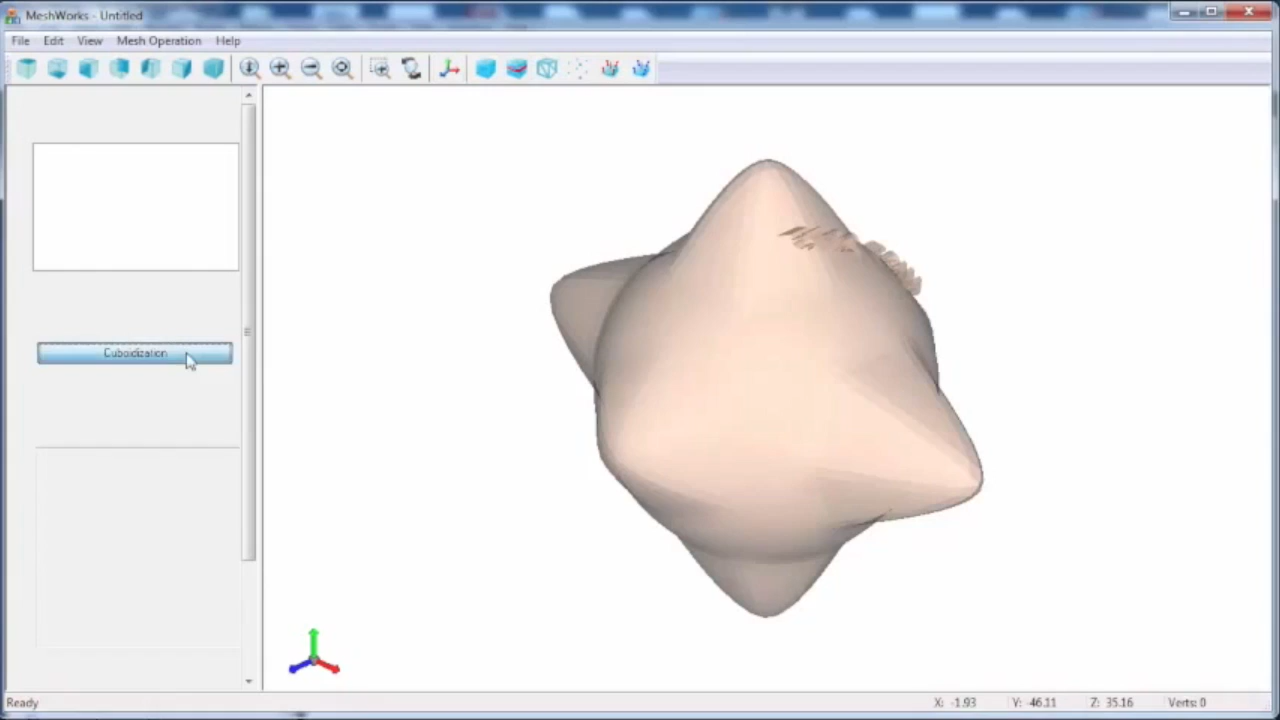 MeshWorks - Untitled
File Edit View Mesh Operation Help
Cuboidization
Ready X: -1.93 Y: -46.11 Z: 35.16 Verts: 0